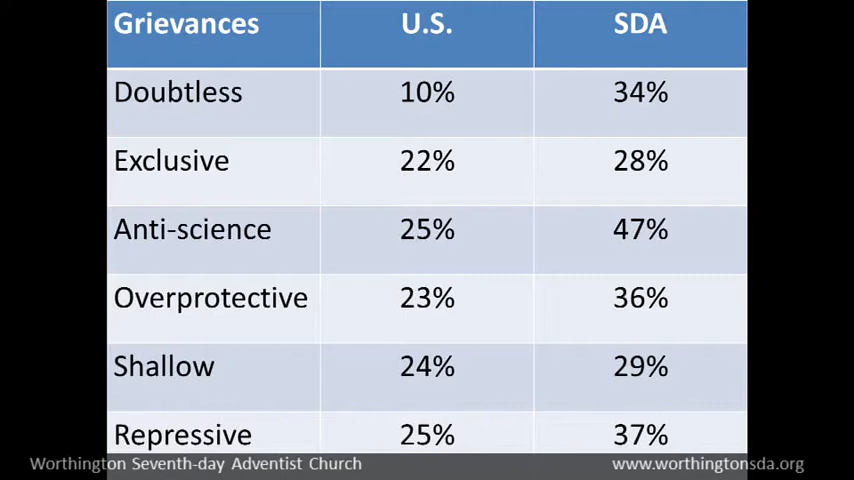 Grievances U.S. SDA
Doubtless 10% 34%
Exclusive 22% 28%
Anti-science 25% 47%
Overprotective 23% 36%
Shallow 24% 29%
Repressive 25% 37%
Worthington Seventh-day Adventist Church www.worthingtonsda.org